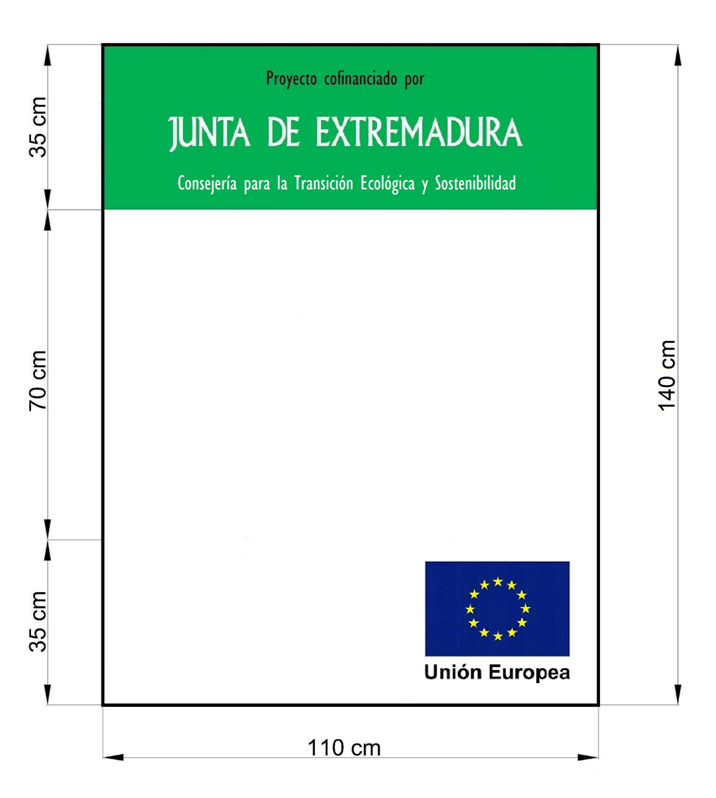 Proyecto cofinanciado por
JUNTA DE EXTREMADURA
Consejería para la Transición Ecológica y Sostenibilidad
35 cm
70 cm
140 cm
35 cm
Unión Europea
110 cm